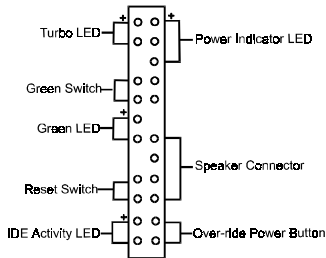 + +
Turbo LED
Power Indicator LED
Green Switch
+
Green LED
Speaker Connector
Reset Switch
+
IDE Activity LED
Over-ride Power Button